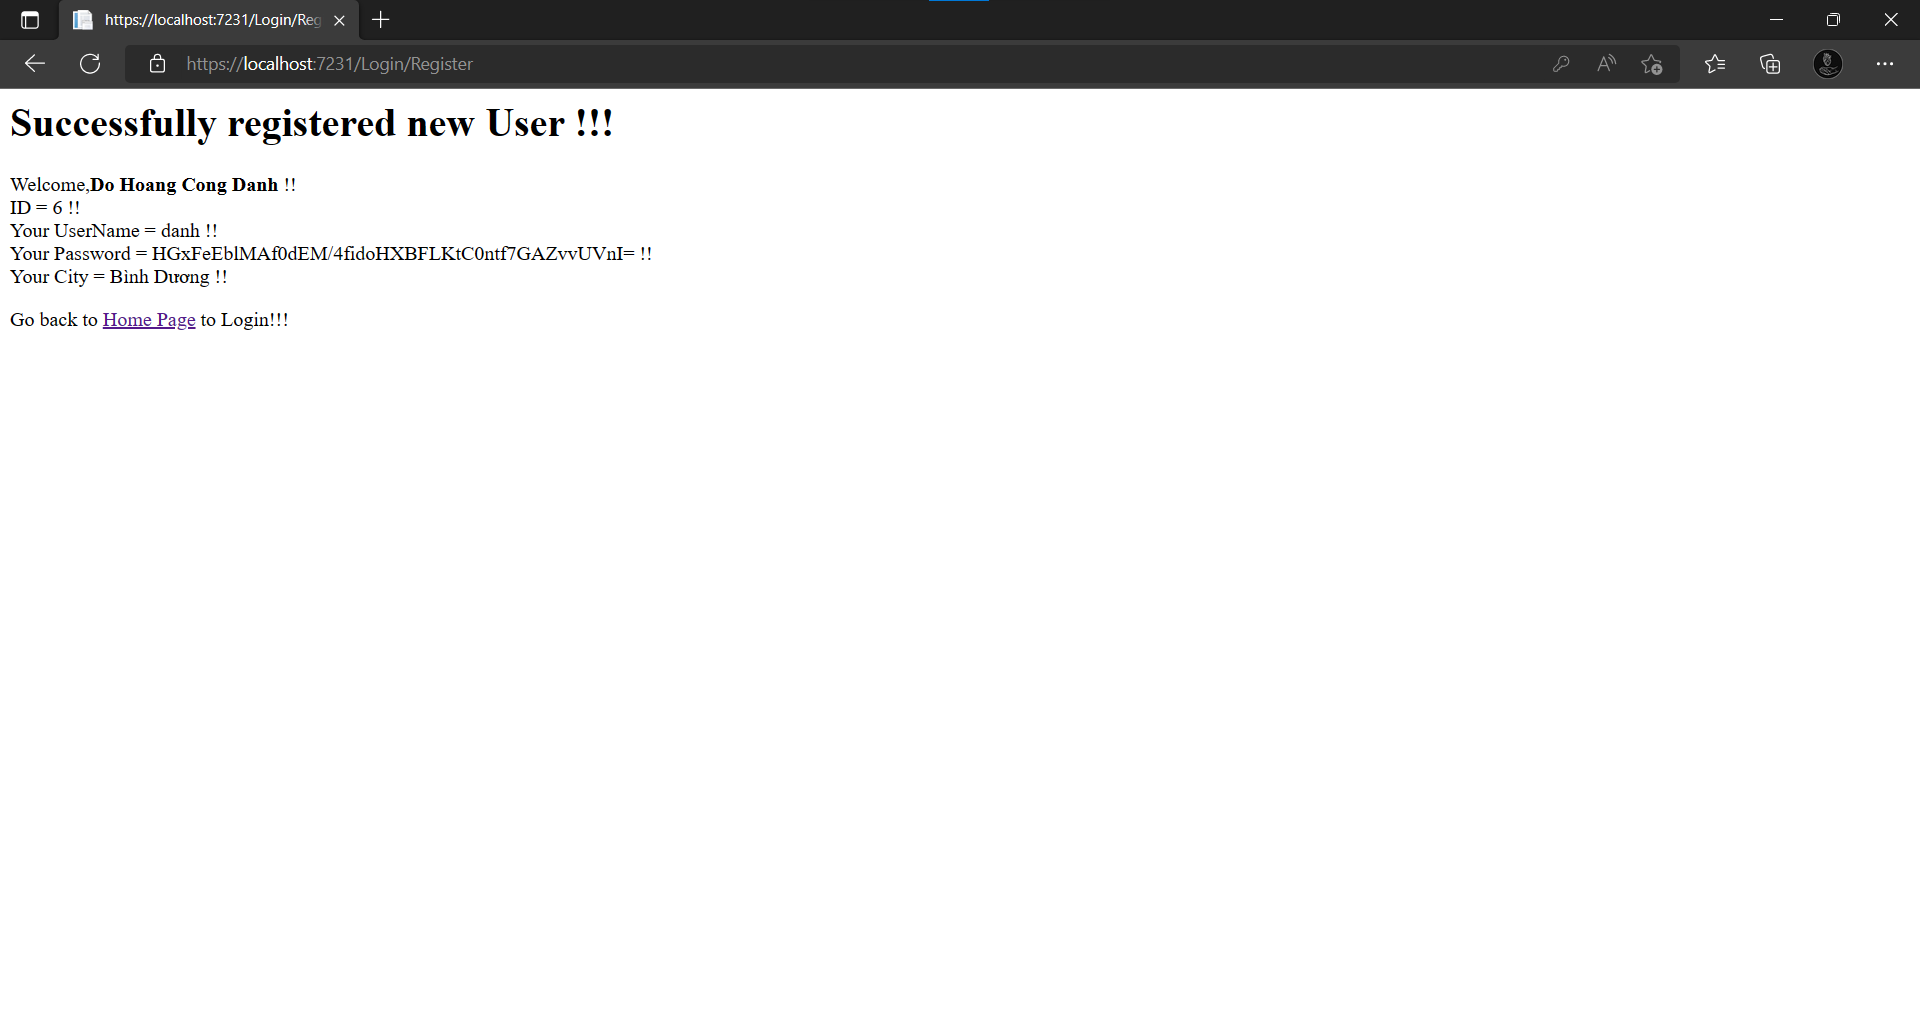 https://localhost:7231/Login/Reg
https://localhost:7231/Login/Register
Successfully registered new User !!!
Welcome,Do Hoang Cong Danh !!
ID = 6 !!
Your UserName = danh !!
Your Password = HGxFeEblMAf0dEM/4fidoHXBFLKtC0ntf7GAZvvUVnI= !!
Your City = Bình Dương !!
Go back to Home Page to Login!!!